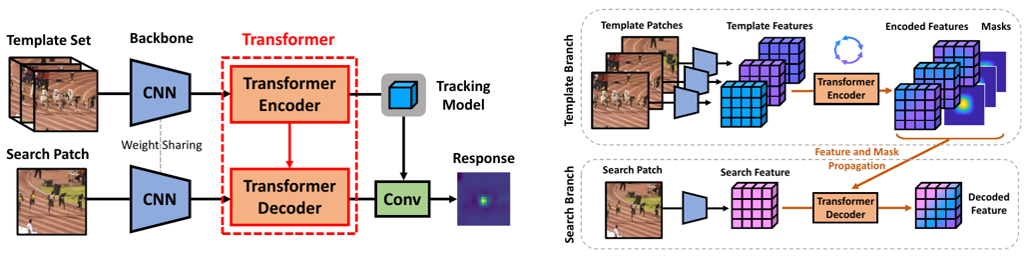 Template Set
Backbone
Transformer
CNN
Transformer
Encoder
Tracking
Model
Weight Sharing
Search Patch
CNN
Transformer
Decoder
Conv
Response
Template Branch
Template Patches
Template Features
Encoded Features
Masks
Transformer
Encoder
Feature and Mask
Propagation
Search Branch
Search Patch
Search Feature
Transformer
Decoder
Decoded
Feature